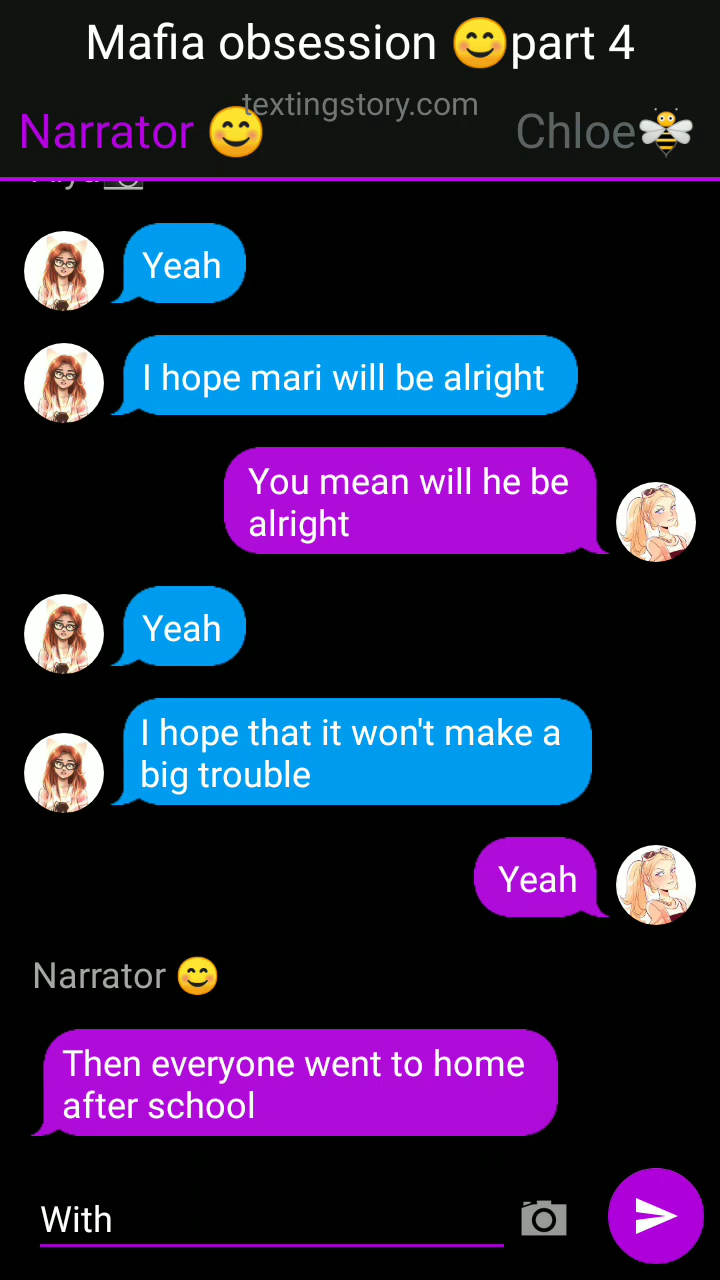 Mafia obsession 😊part 4
textingstory.com
Narrator 😊
Chloe🐝
Yeah
I hope mari will be alright
You mean will he be
alright
Yeah
I hope that it won't make a
big trouble
Yeah
Narrator 😊
Then everyone went to home
after school
With